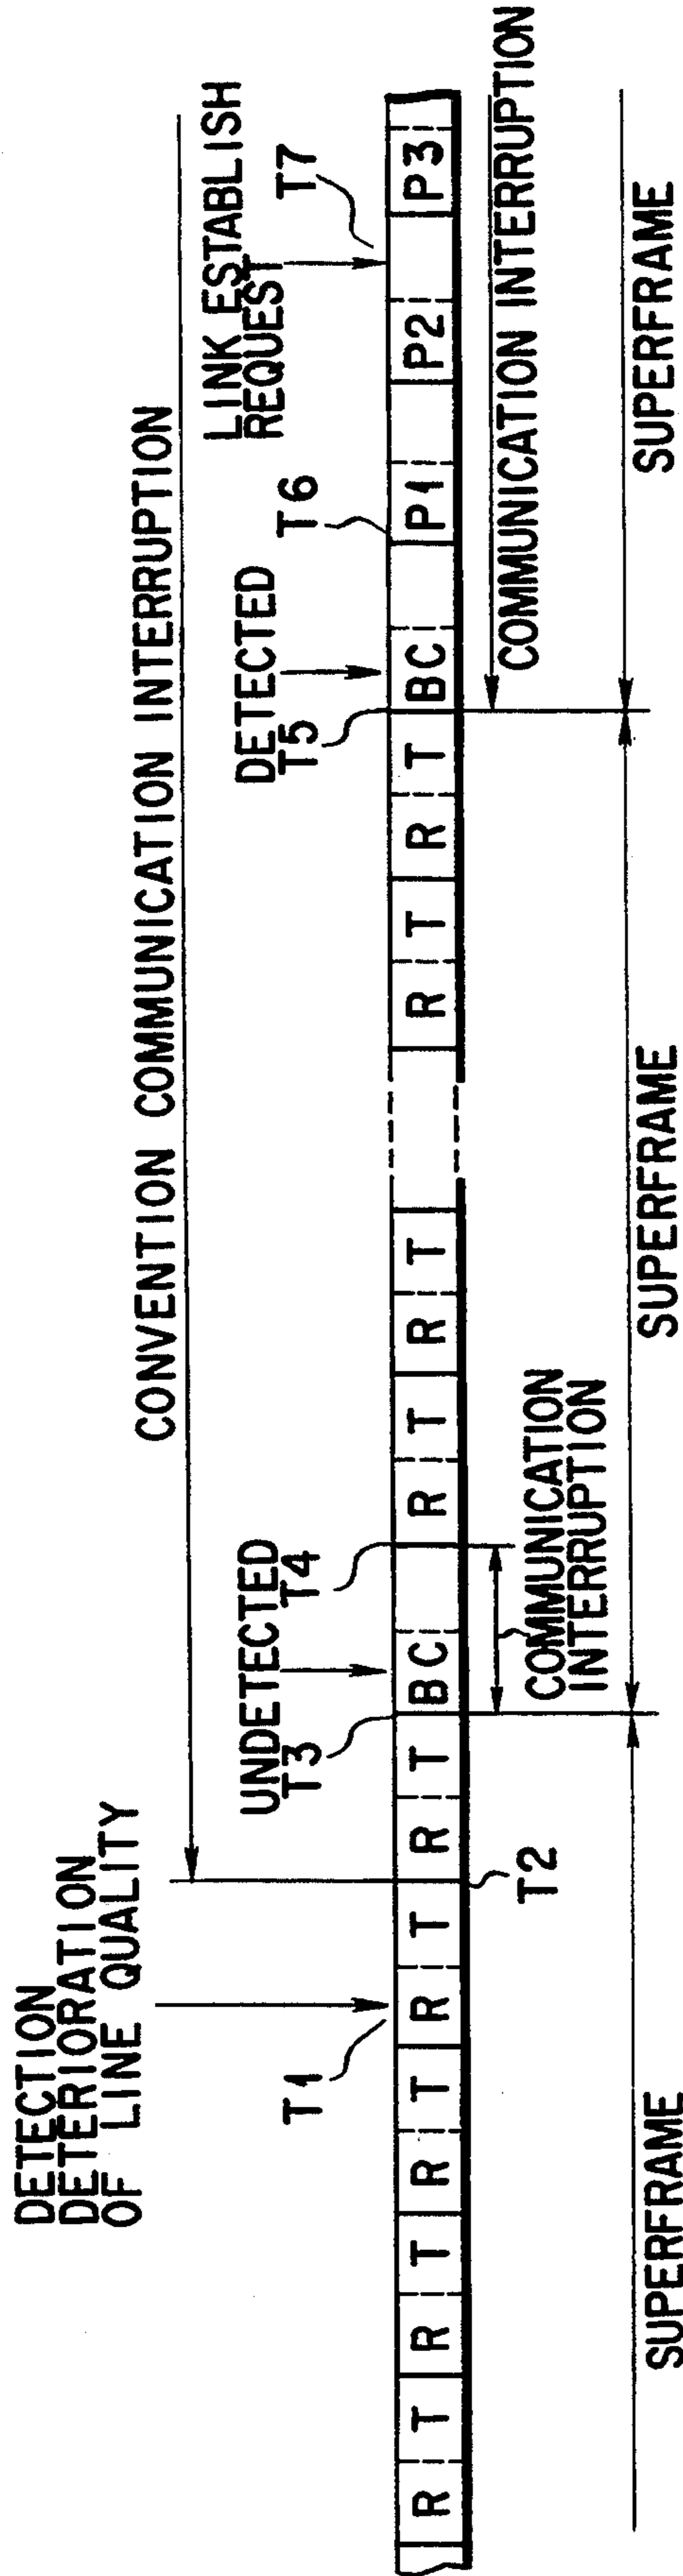 DETECTION
DETERIORATION
OF LINE QUALITY
CONVENTION COMMUNICATION INTERRUPTION
LINK ESTABLISH
REQUEST
UNDETECTED
DETECTED
T1
T3
T4
T5
T6
T7
R T R T R T R T R T BC R T R T R T R T BC P1 P2 P3
T2
COMMUNICATION
INTERRUPTION
COMMUNICATION INTERRUPTION
SUPERFRAME
SUPERFRAME
SUPERFRAME